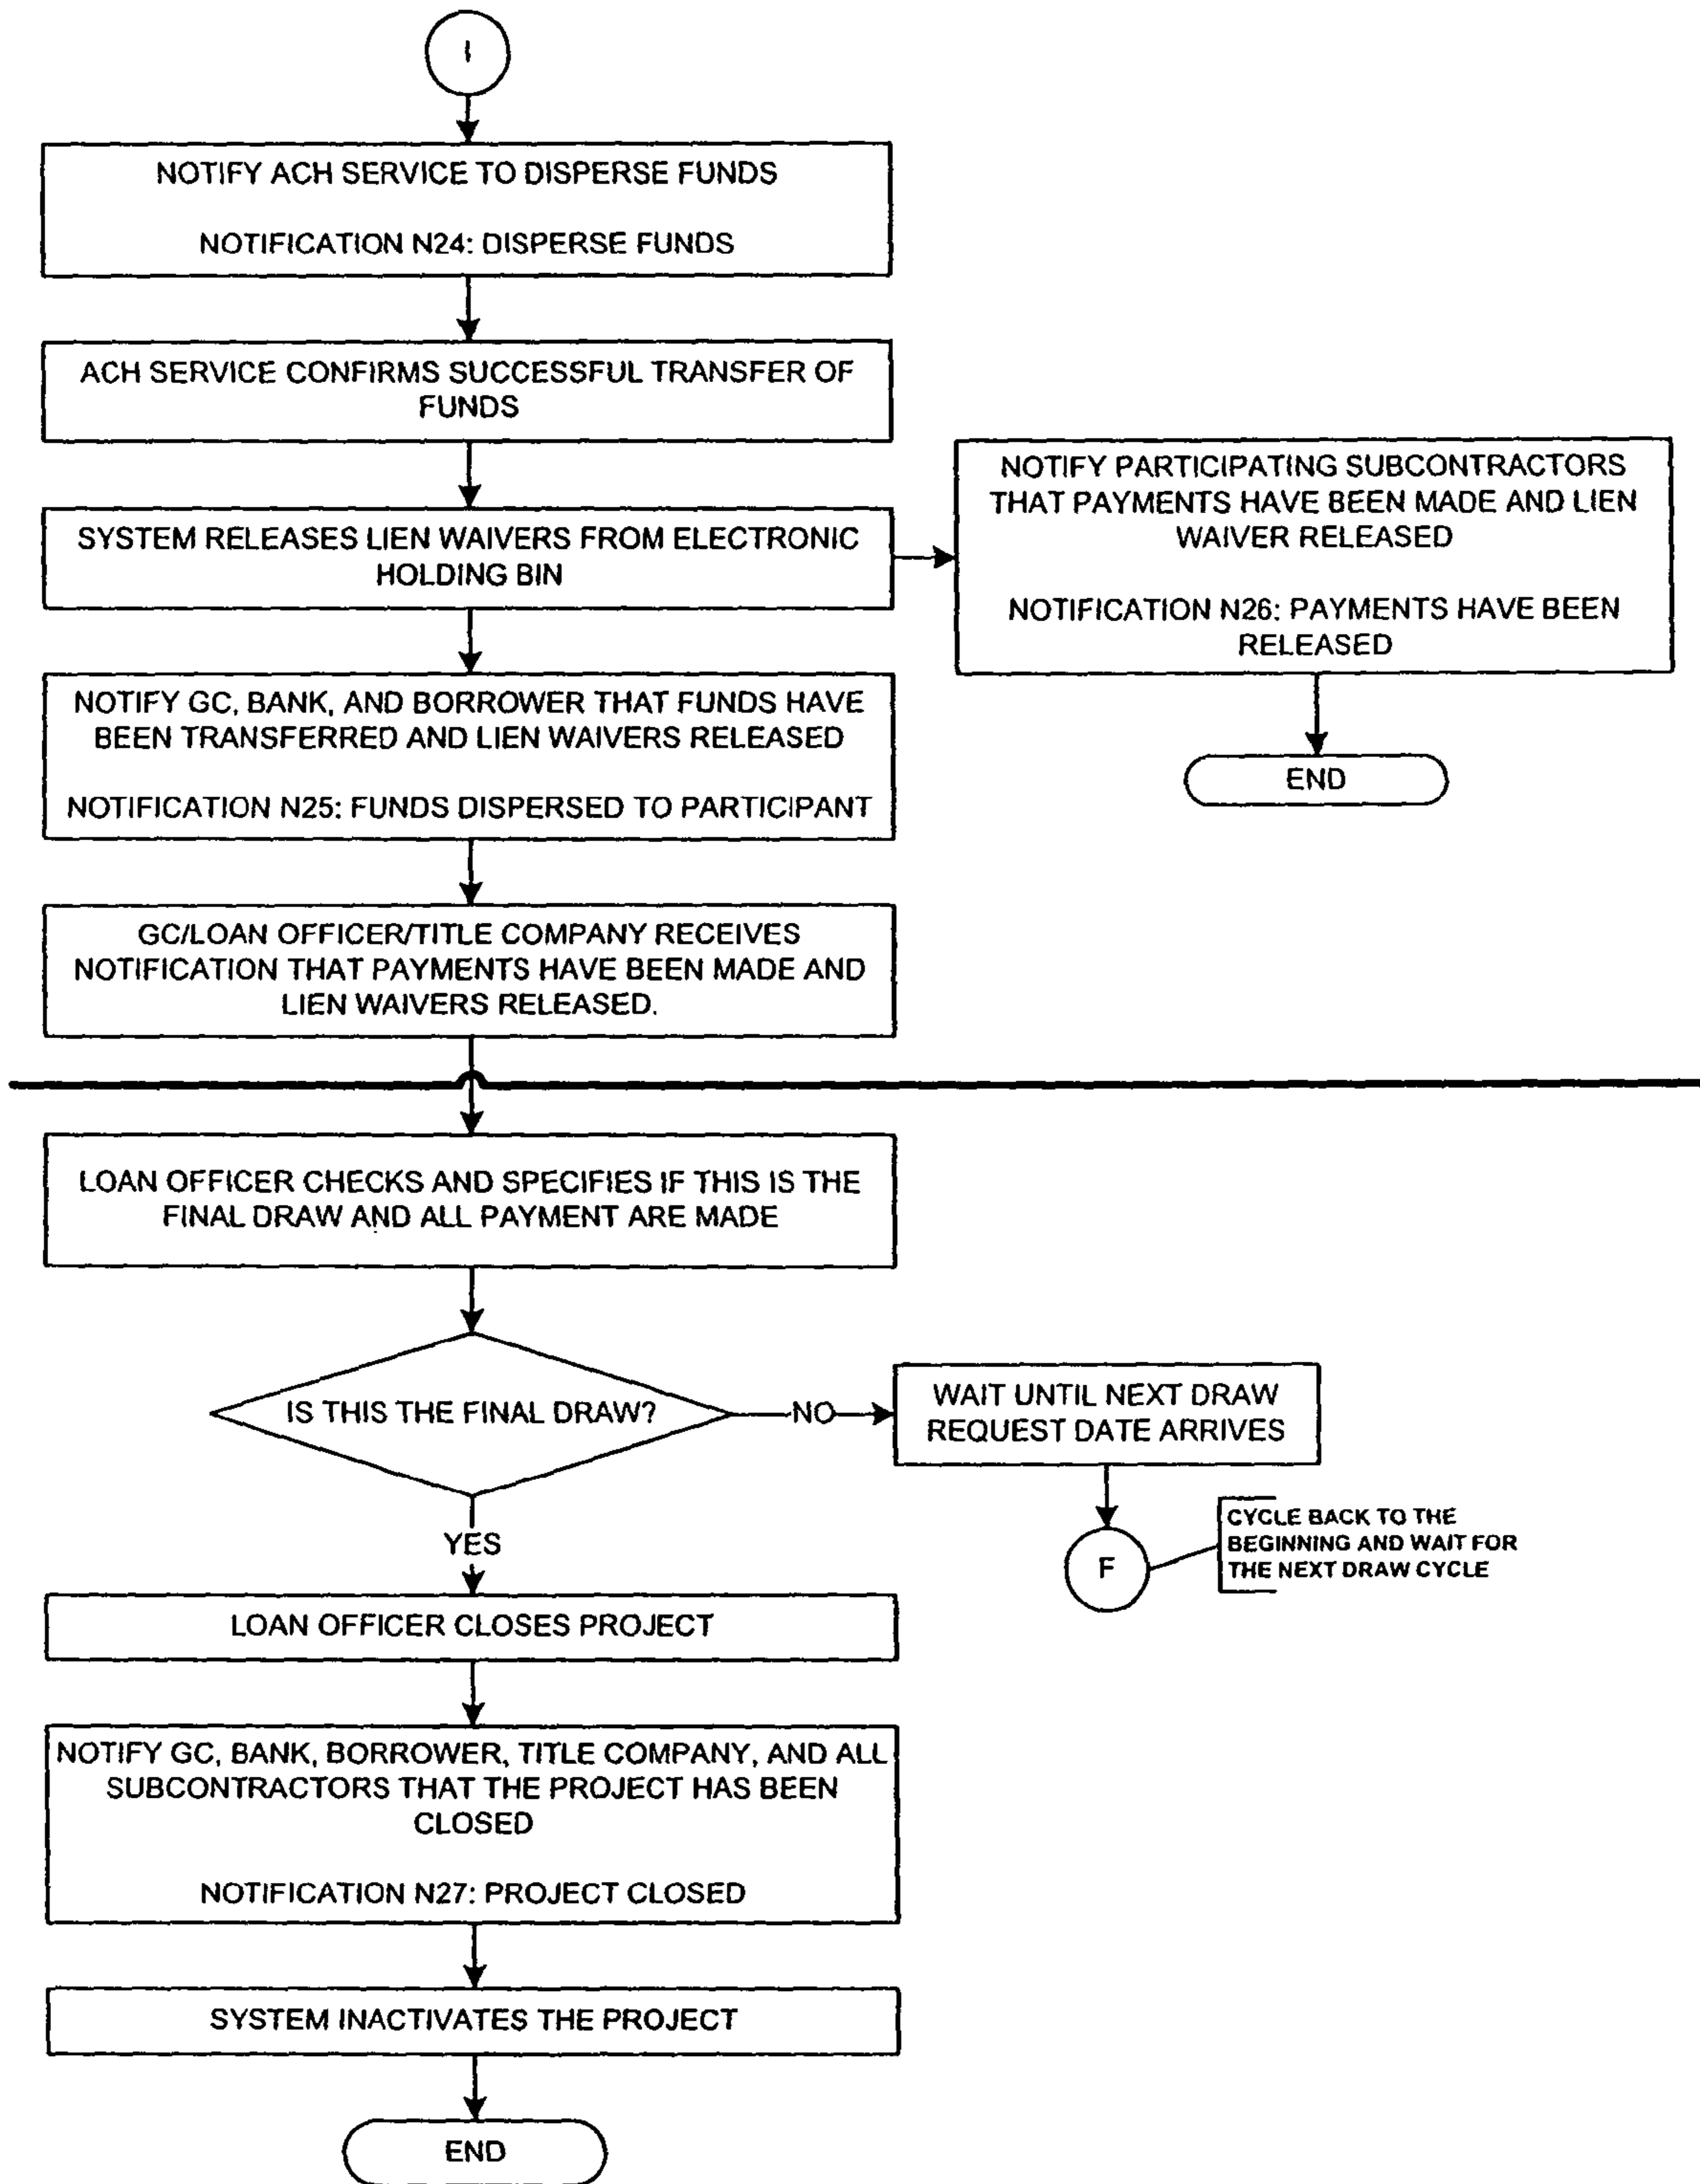 I
NOTIFY ACH SERVICE TO DISPERSE FUNDS
NOTIFICATION N24: DISPERSE FUNDS
ACH SERVICE CONFIRMS SUCCESSFUL TRANSFER OF
FUNDS
SYSTEM RELEASES LIEN WAIVERS FROM ELECTRONIC
HOLDING BIN
NOTIFY PARTICIPATING SUBCONTRACTORS
THAT PAYMENTS HAVE BEEN MADE AND LIEN
WAIVER RELEASED
NOTIFICATION N26: PAYMENTS HAVE BEEN
RELEASED
END
NOTIFY GC, BANK, AND BORROWER THAT FUNDS HAVE
BEEN TRANSFERRED AND LIEN WAIVERS RELEASED
NOTIFICATION N25: FUNDS DISPERSED TO PARTICIPANT
GC/LOAN OFFICER/TITLE COMPANY RECEIVES
NOTIFICATION THAT PAYMENTS HAVE BEEN MADE AND
LIEN WAIVERS RELEASED.
LOAN OFFICER CHECKS AND SPECIFIES IF THIS IS THE
FINAL DRAW AND ALL PAYMENT ARE MADE
IS THIS THE FINAL DRAW?
NO
WAIT UNTIL NEXT DRAW
REQUEST DATE ARRIVES
F
CYCLE BACK TO THE
BEGINNING AND WAIT FOR
THE NEXT DRAW CYCLE
YES
LOAN OFFICER CLOSES PROJECT
NOTIFY GC, BANK, BORROWER, TITLE COMPANY, AND ALL
SUBCONTRACTORS THAT THE PROJECT HAS BEEN
CLOSED
NOTIFICATION N27: PROJECT CLOSED
SYSTEM INACTIVATES THE PROJECT
END